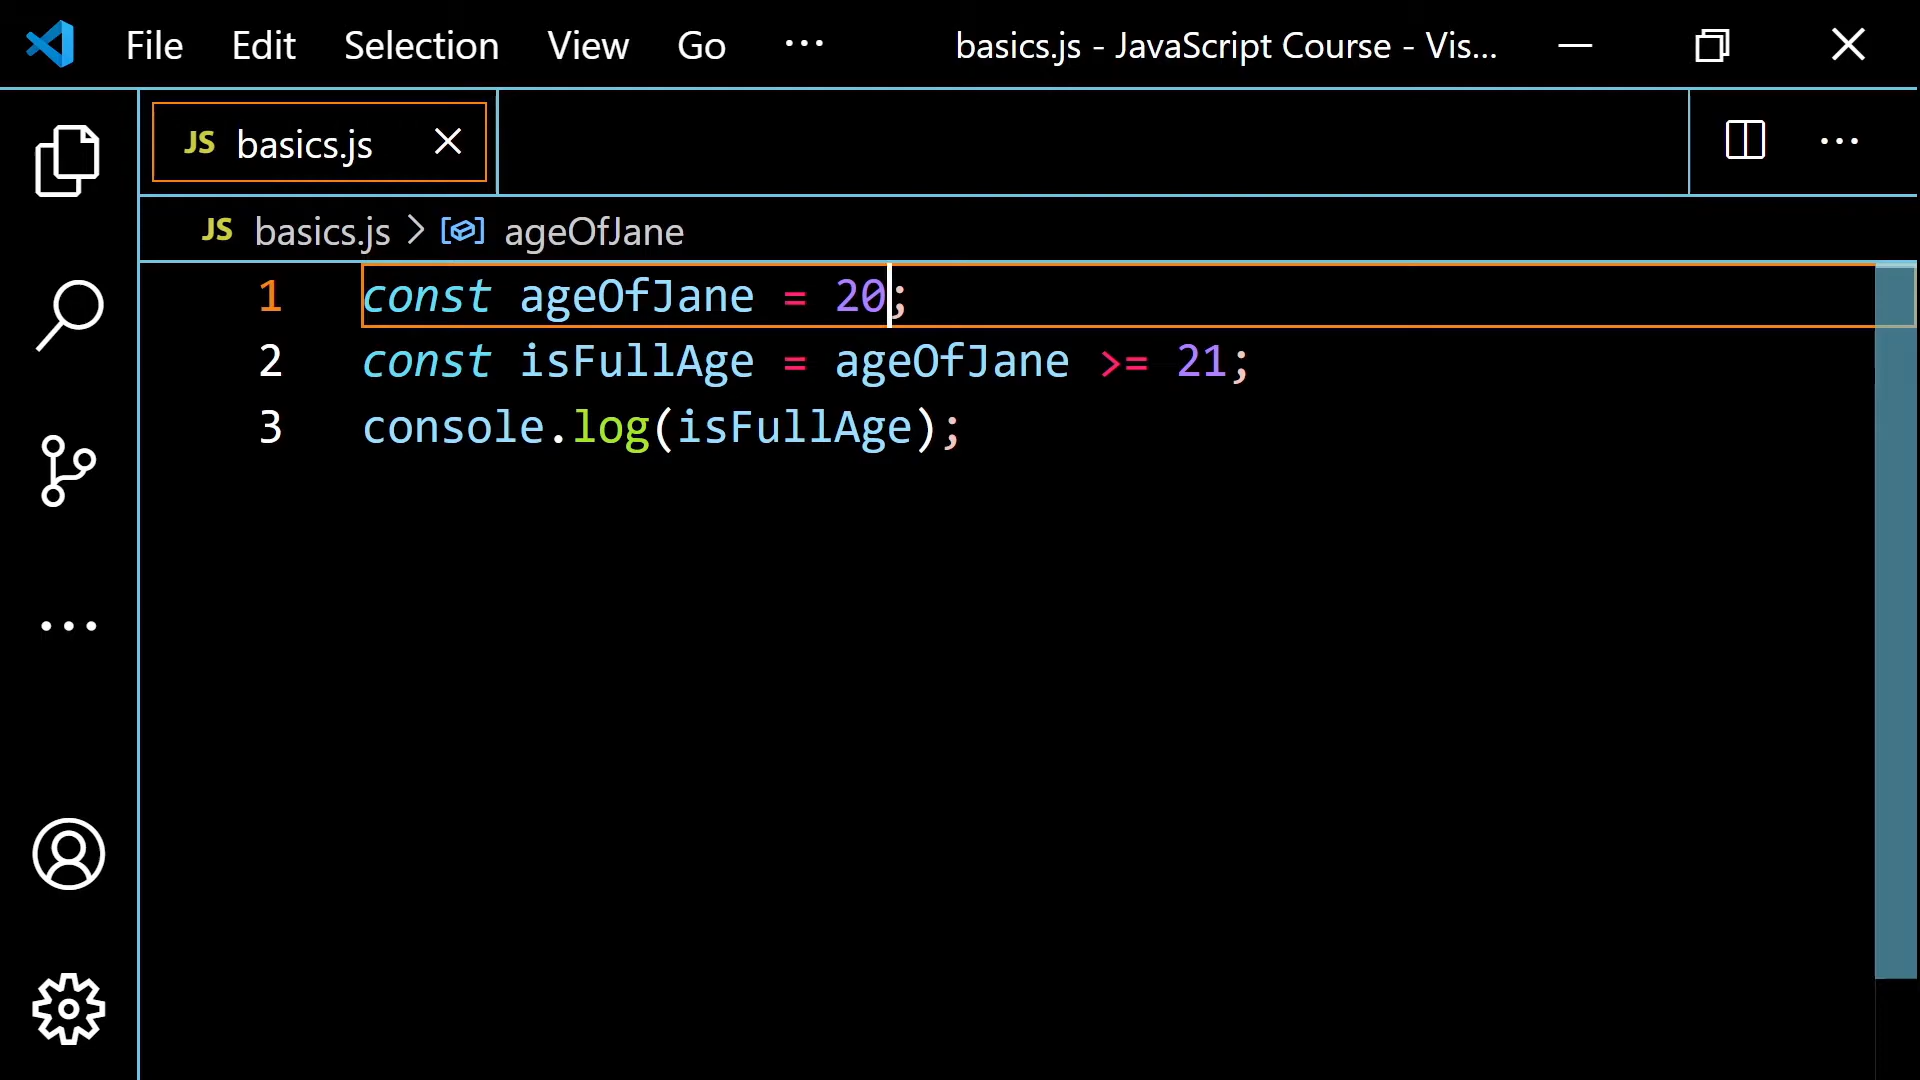 File Edit Selection View Go ··· basics.js - JavaScript Course - Vis...
JS basics.js
JS basics.js > ageOfJane
1 const ageOfJane = 20;
2 const isFullAge = ageOfJane >= 21;
3 console.log(isFullAge);